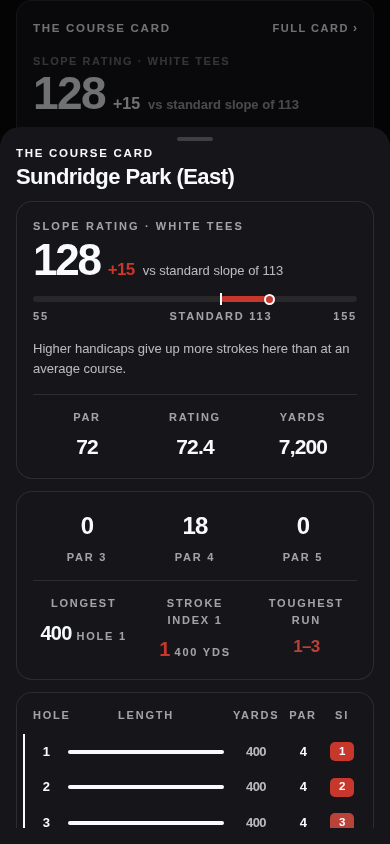 THE COURSE CARD FULL CARD ›
SLOPE RATING · WHITE TEES
128 +15 vs standard slope of 113
THE COURSE CARD
Sundridge Park (East)
SLOPE RATING · WHITE TEES
128 +15 vs standard slope of 113
55 STANDARD 113 155
Higher handicaps give up more strokes here than at an
average course.
PAR RATING YARDS
72 72.4 7,200
0 18 0
PAR 3 PAR 4 PAR 5
LONGEST STROKE TOUGHEST
INDEX 1 RUN
400 HOLE 1 1 400 YDS 1–3
HOLE LENGTH YARDS PAR SI
1 400 4 1
2 400 4 2
3 400 4 3